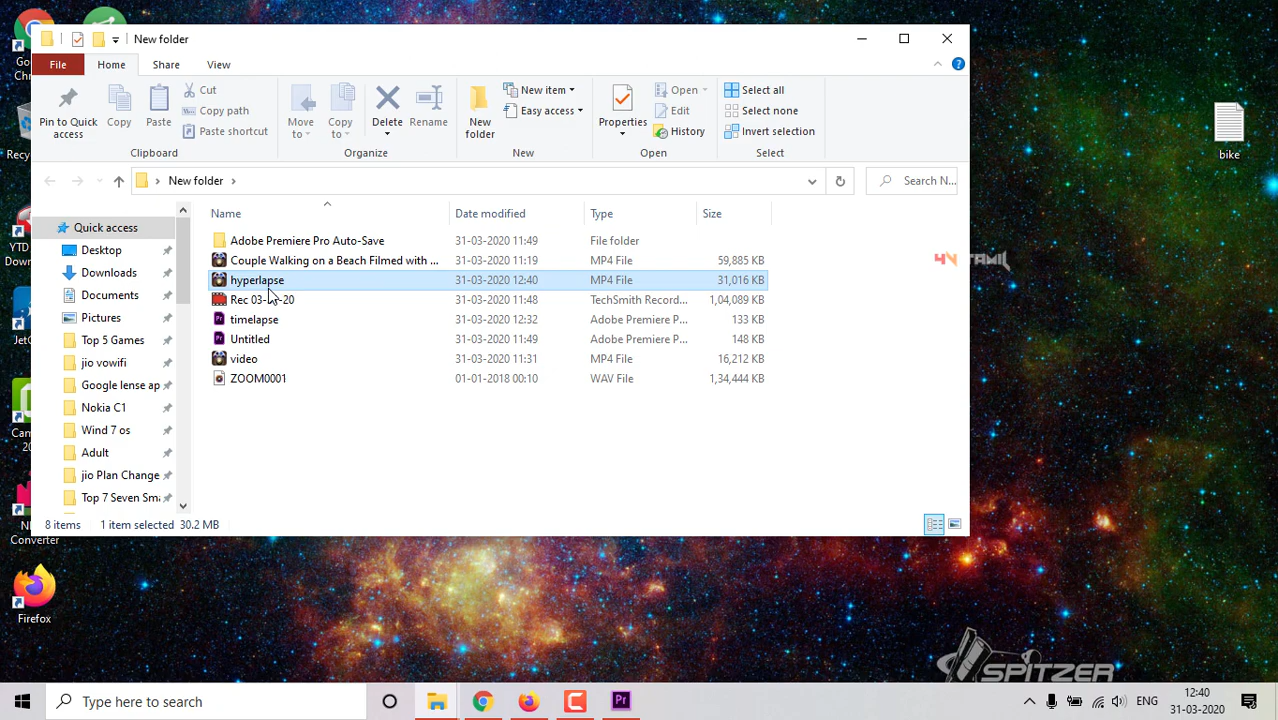 New folder
File Home Share View
Pin to Quick access
Copy
Paste
Cut
Copy path
Paste shortcut
Clipboard
Move to
Copy to
Delete
Rename
Organize
New folder
New item
Easy access
New
Properties
Open
Edit
History
Open
Select all
Select none
Invert selection
Select
New folder
Search N...
Name Date modified Type Size
Quick access
Desktop
Downloads
Documents
Pictures
Top 5 Games
jio vowifi
Google lense ap
Nokia C1
Wind 7 os
Adult
jio Plan Change
Top 7 Seven Sma
Adobe Premiere Pro Auto-Save 31-03-2020 11:49 File folder
Couple Walking on a Beach Filmed with ... 31-03-2020 11:19 MP4 File 59,885 KB
hyperlapse 31-03-2020 12:40 MP4 File 31,016 KB
Rec 03- -20 31-03-2020 11:48 TechSmith Record... 1,04,089 KB
timelapse 31-03-2020 12:32 Adobe Premiere P... 133 KB
Untitled 31-03-2020 11:49 Adobe Premiere P... 148 KB
video 31-03-2020 11:31 MP4 File 16,212 KB
ZOOM0001 01-01-2018 00:10 WAV File 1,34,444 KB
8 items 1 item selected 30.2 MB
Converter
Firefox
bike
TAMIL
SPITZER
Type here to search
ENG
12:40
31-03-2020